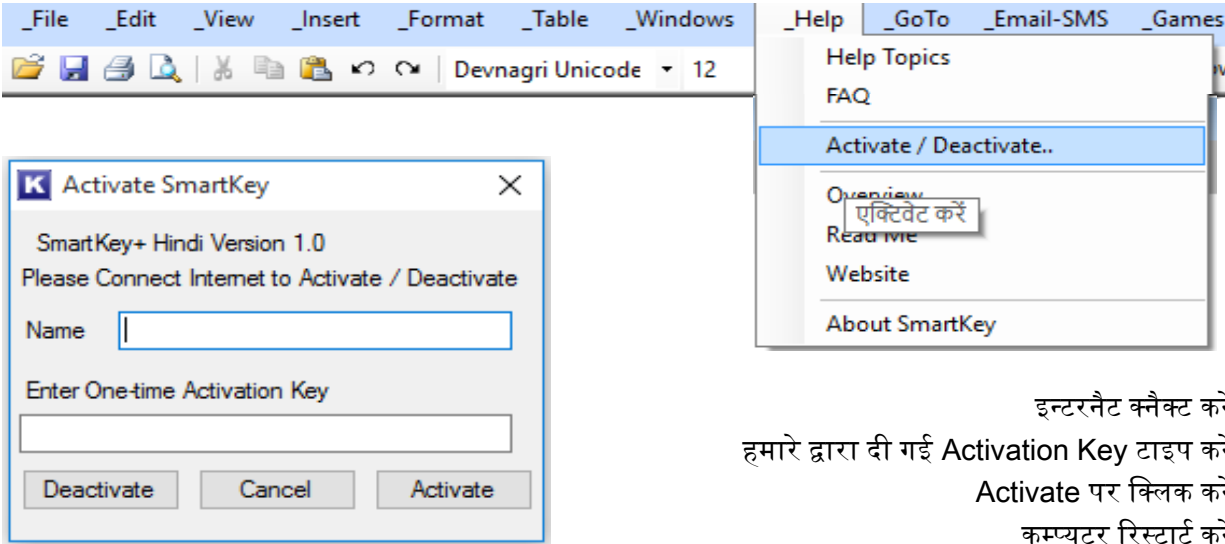 _File _Edit _View _Insert _Format _Table _Windows _Help _GoTo _Email-SMS _Games
Devnagri Unicode 12
Help Topics
FAQ
Activate / Deactivate..
Overview
एक्टिवेट करें
Read Me
Website
About SmartKey
K Activate SmartKey
SmartKey+ Hindi Version 1.0
Please Connect Internet to Activate / Deactivate
Name
Enter One-time Activation Key
Deactivate Cancel Activate
इन्टरनैट क्नैक्ट करें
हमारे द्वारा दी गई Activation Key टाइप करें
Activate पर क्लिक करें
कम्प्यूटर रिस्टार्ट करें